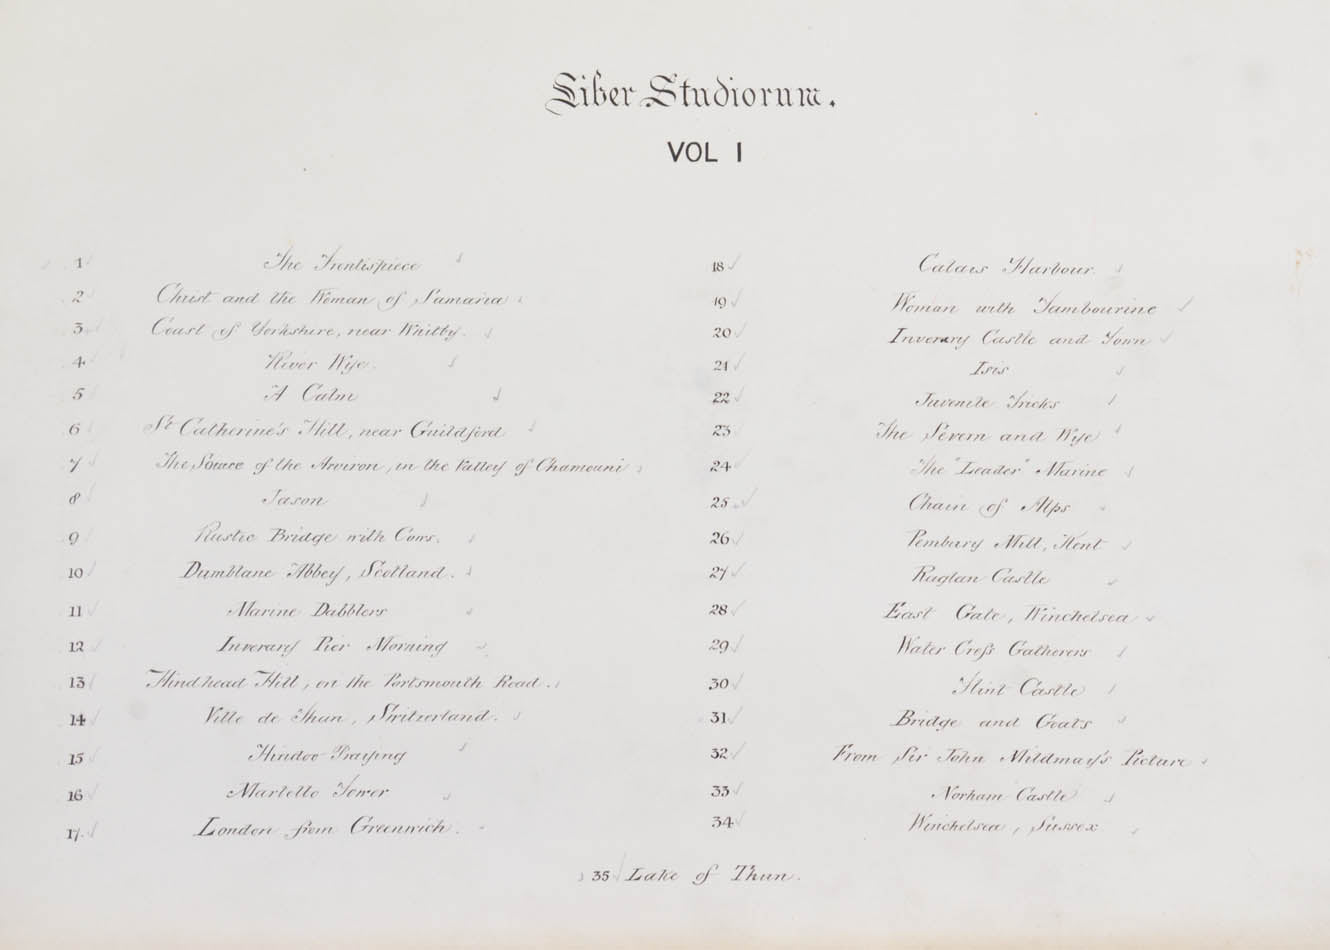 Liber Studiorum.
VOL I
1 The Frontispiece
2 Christ and the Woman of Samaria
3 Coast of Yorkshire, near Whitby.
4 River Wye.
5 A Calm
6 St Catherine's Hill, near Guildford
7 The Source of the Arviron, in the Valley of Chamouni
8 Jason
9 Rustic Bridge with Cows.
10 Dumblane Abbey, Scotland.
11 Marine Dabblers
12 Inverary Pier Morning
13 Hindhead Hill, on the Portsmouth Road.
14 Ville de Thun, Switzerland.
15 Hindoo Praying
16 Martello Tower
17. London from Greenwich.
18 Calais Harbour.
19 Woman with Tambourine
20 Inverary Castle and Town
21 Isis
22 Juvenile Tricks
23 The Severn and Wye
24 The "Leader" Marine
25 Chain of Alps
26 Pembury Mill, Kent
27 Raglan Castle
28 East Gate, Winchelsea
29 Water Creſs Gatherers
30 Flint Castle
31 Bridge and Goats
32 From Sir John Mildmay's Picture
33 Norham Castle
34 Winchelsea, Sussex
35 Lake of Thun.